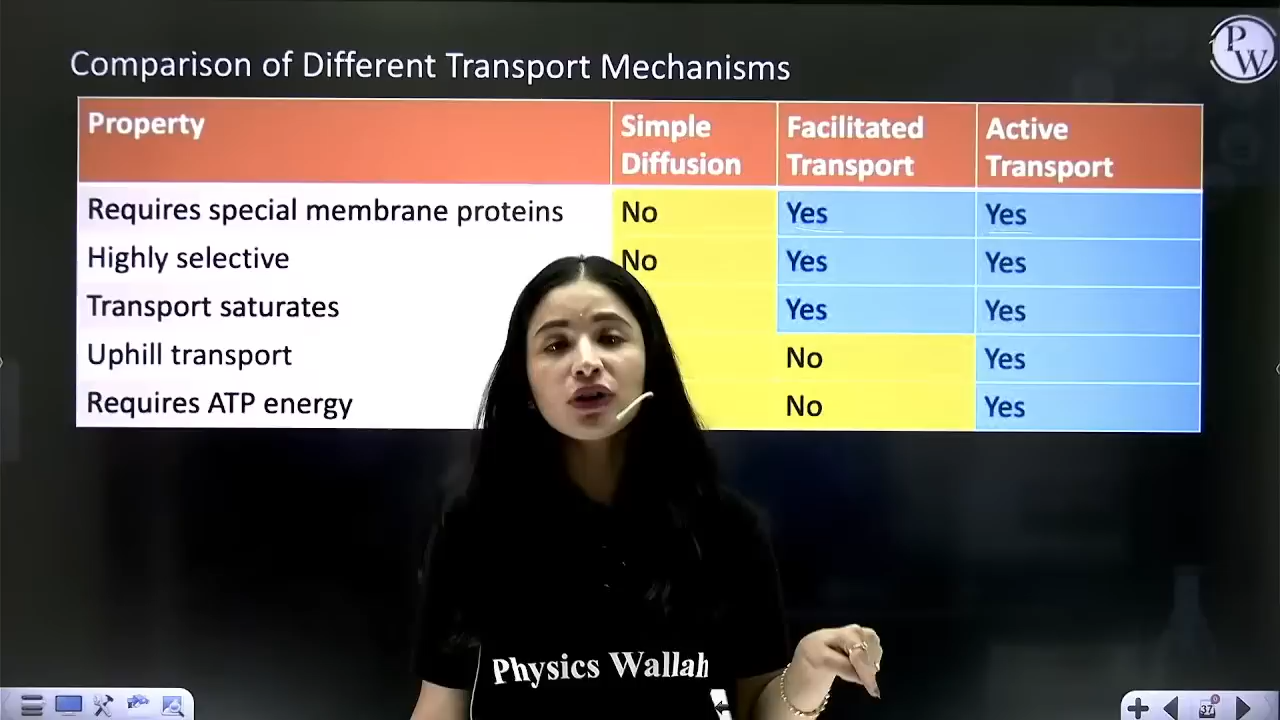 Comparison of Different Transport Mechanisms
PW
Property Simple Diffusion Facilitated Transport Active Transport
Requires special membrane proteins No Yes Yes
Highly selective No Yes Yes
Transport saturates Yes Yes
Uphill transport No Yes
Requires ATP energy No Yes
Physics Wallah
37